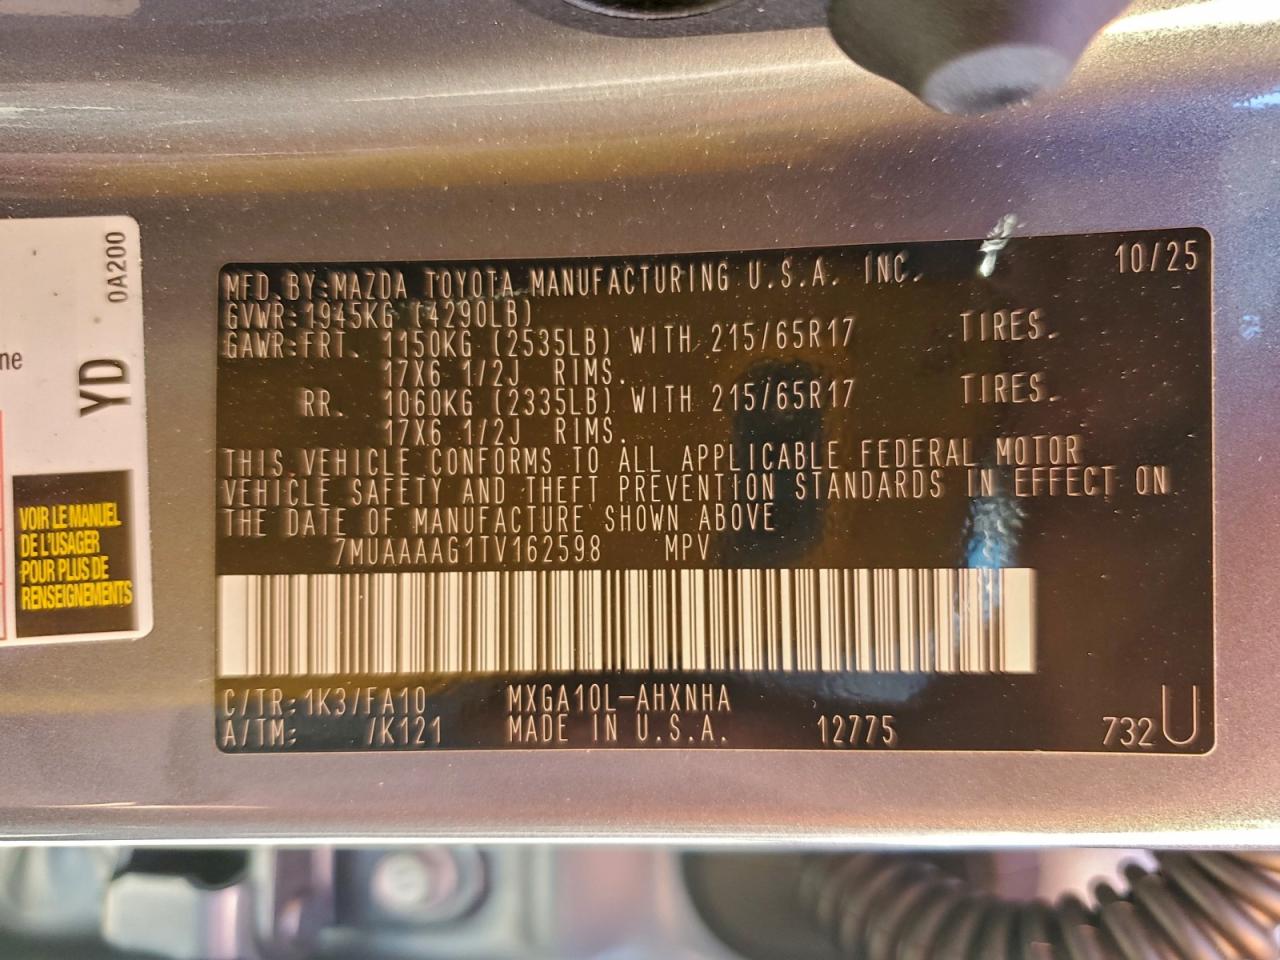 0A200
ne
YD
VOIR LE MANUEL
DE L'USAGER
POUR PLUS DE
RENSEIGNEMENTS
MFD.BY:MAZDA TOYOTA MANUFACTURING U.S.A. INC. 10/25
GVWR:1945KG (4290LB)
GAWR:FRT. 1150KG (2535LB) WITH 215/65R17 TIRES.
17X6 1/2J RIMS.
RR. 1060KG (2335LB) WITH 215/65R17 TIRES.
17X6 1/2J RIMS.
THIS VEHICLE CONFORMS TO ALL APPLICABLE FEDERAL MOTOR
VEHICLE SAFETY AND THEFT PREVENTION STANDARDS IN EFFECT ON
THE DATE OF MANUFACTURE SHOWN ABOVE
7MUAAAAG1TV162598 MPV
C/TR:1K3/FA10 MXGA10L-AHXNHA
A/TM: /K121 MADE IN U.S.A. 12775 732U